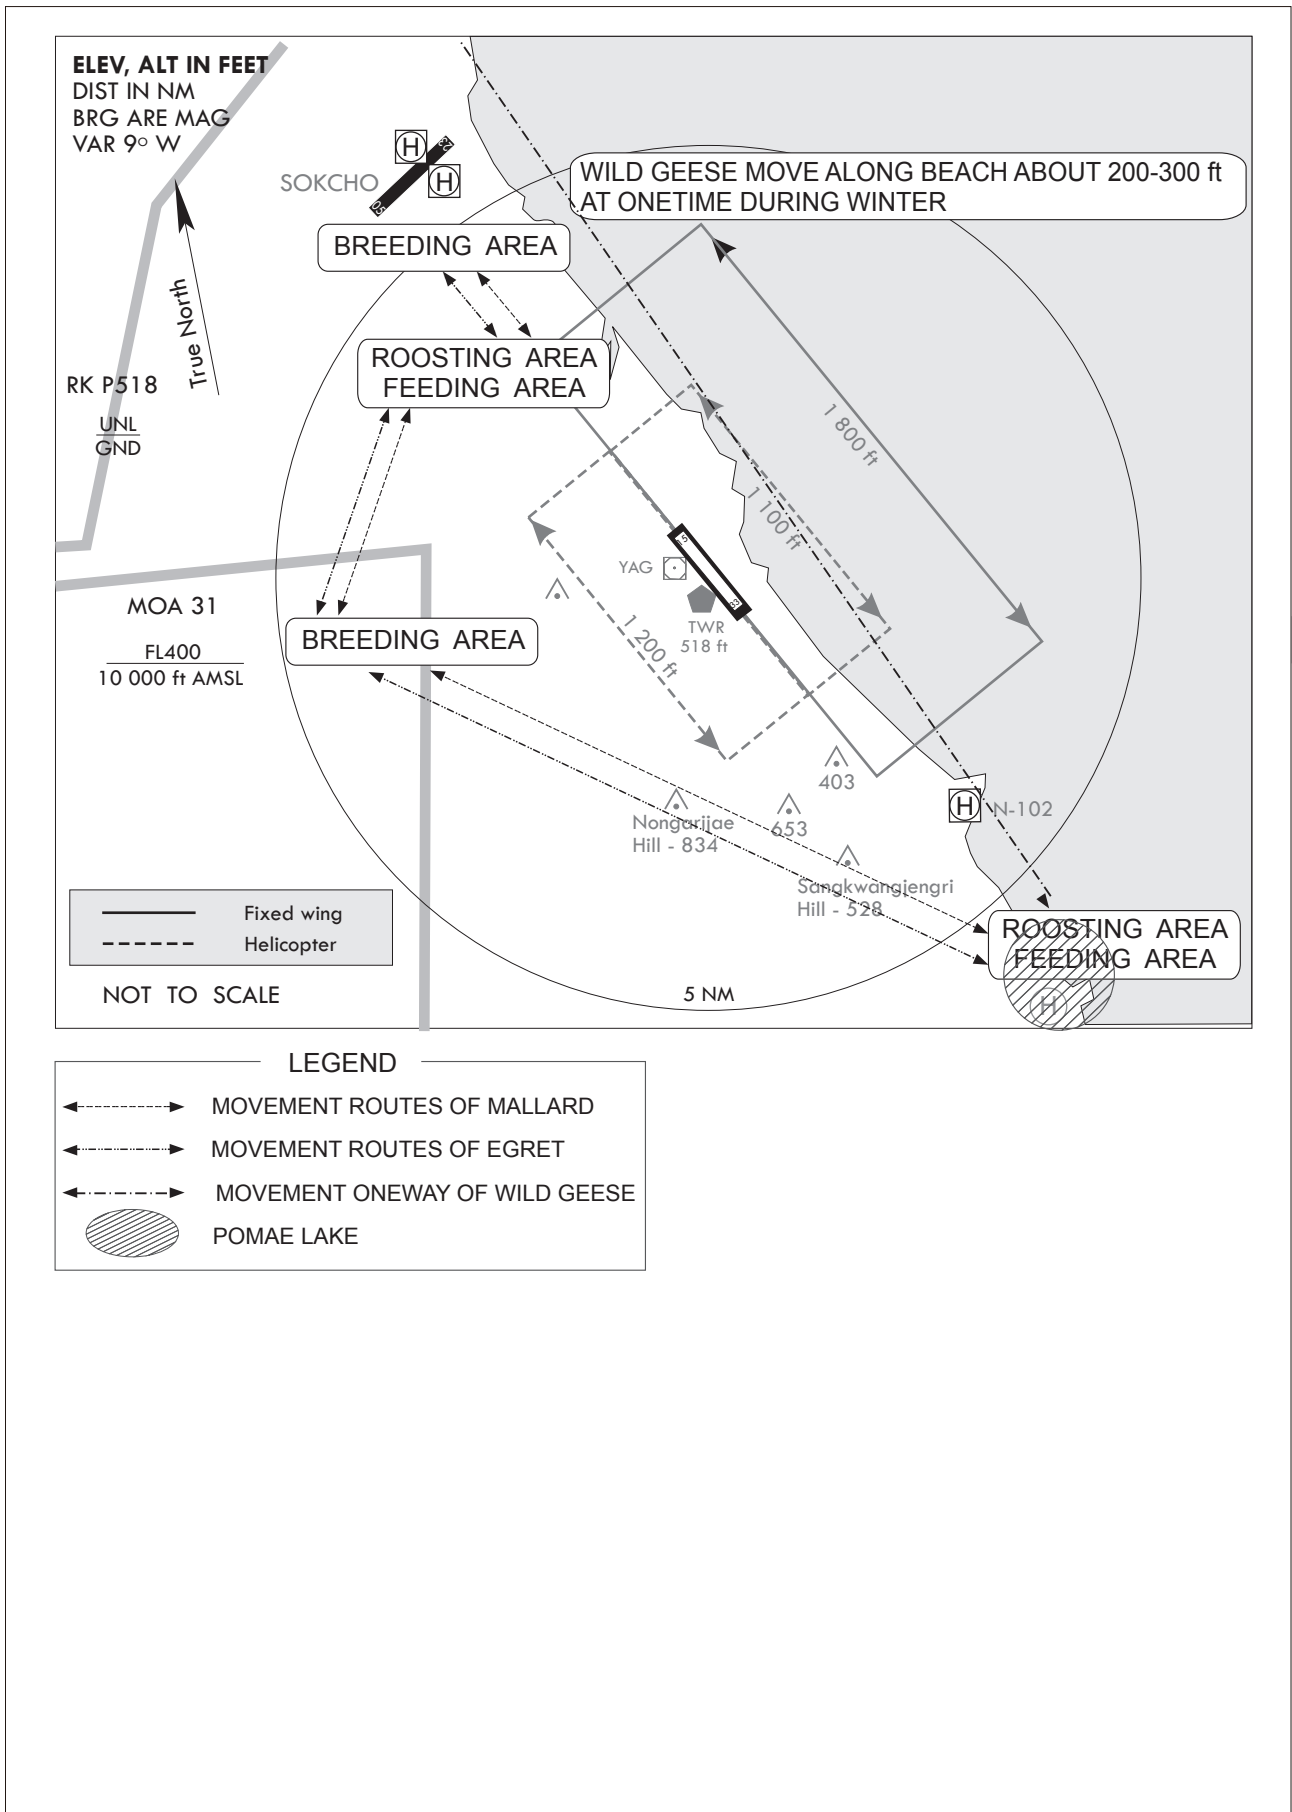 ELEV, ALT IN FEET
DIST IN NM
BRG ARE MAG
VAR 9º W
H
23
SOKCHO
H
05
WILD GEESE MOVE ALONG BEACH ABOUT 200-300 ft
AT ONETIME DURING WINTER
BREEDING AREA
True North
ROOSTING AREA
FEEDING AREA
RK P518
UNL
GND
1 800 ft
1 100 ft
15
YAG
33
TWR
518 ft
MOA 31
FL400
10 000 ft AMSL
BREEDING AREA
1 200 ft
403
H
N-102
Nongarijae
Hill - 834
653
Sangkwangjengri
Hill - 528
Fixed wing
Helicopter
ROOSTING AREA
FEEDING AREA
H
NOT TO SCALE
5 NM
LEGEND
MOVEMENT ROUTES OF MALLARD
MOVEMENT ROUTES OF EGRET
MOVEMENT ONEWAY OF WILD GEESE
POMAE LAKE